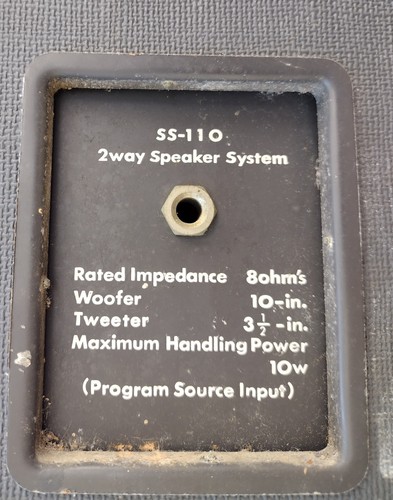 SS-110
2way Speaker System
Rated Impedance 8ohm's
Woofer 10-in.
Tweeter 3½-in.
Maximum Handling Power
10w
(Program Source Input)